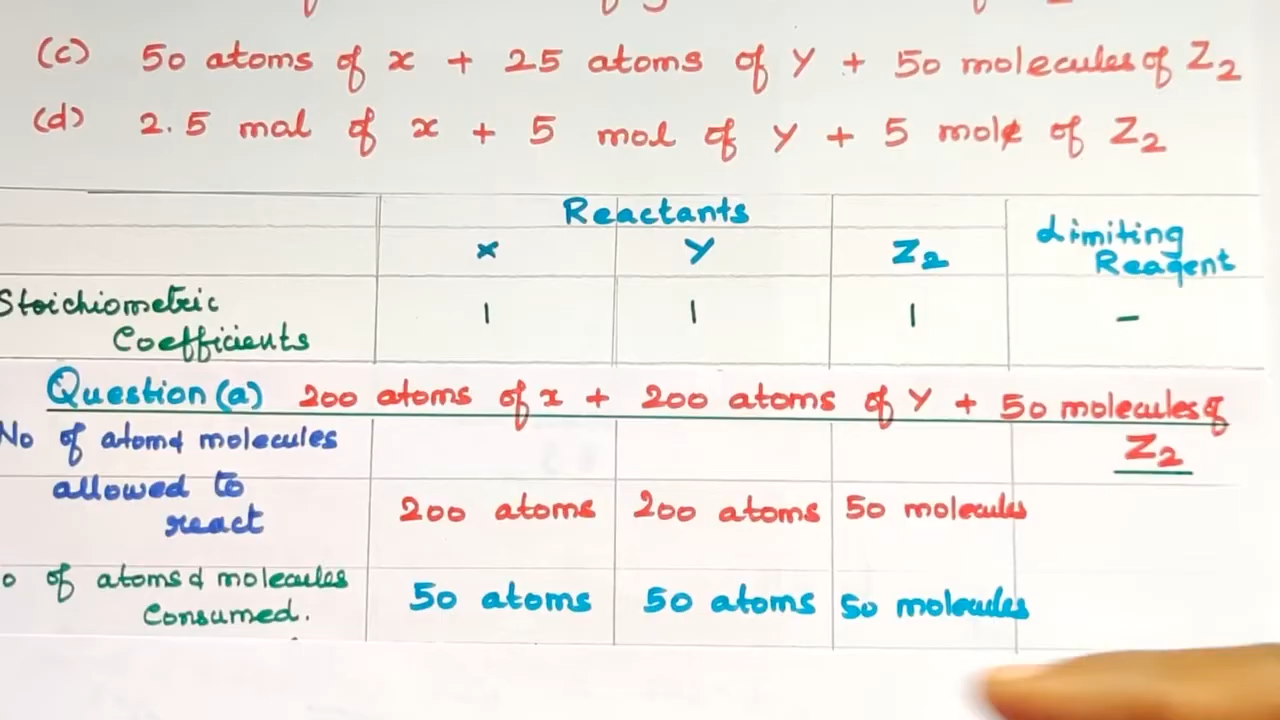 (c) 50 atoms of x + 25 atoms of Y + 50 molecules of Z₂
(d) 2.5 mol of x + 5 mol of Y + 5 mol of Z₂
Reactants
x Y Z₂ Limiting Reagent
Stoichiometric
Coefficients
1 1 1 -
Question (a) 200 atoms of x + 200 atoms of Y + 50 molecules of
Z₂
No of atom & molecules
allowed to
react
200 atoms 200 atoms 50 molecules
o of atoms & molecules
Consumed.
50 atoms 50 atoms 50 molecules